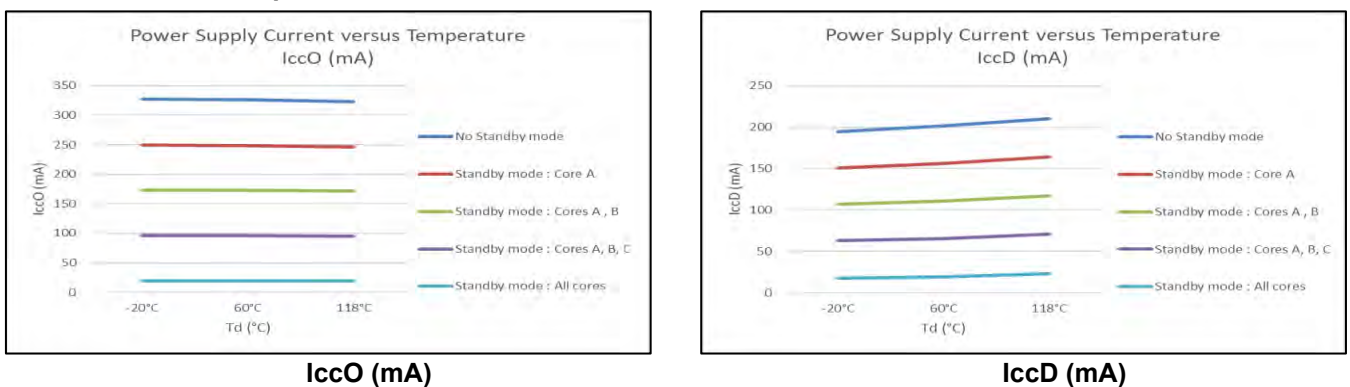 Power Supply Current versus Temperature
IccO (mA)
350
300
250
200
150
100
50
0
IccO (mA)
-20°C
60°C
118°C
Td (°C)
No Standby mode
Standby mode : Core A
Standby mode : Cores A , B
Standby mode : Cores A, B, C
Standby mode : All cores
IccO (mA)
Power Supply Current versus Temperature
IccD (mA)
250
200
150
100
50
0
IccD (mA)
-20°C
60°C
118°C
Td (°C)
No Standby mode
Standby mode : Core A
Standby mode : Cores A , B
Standby mode : Cores A, B, C
Standby mode : All cores
IccD (mA)